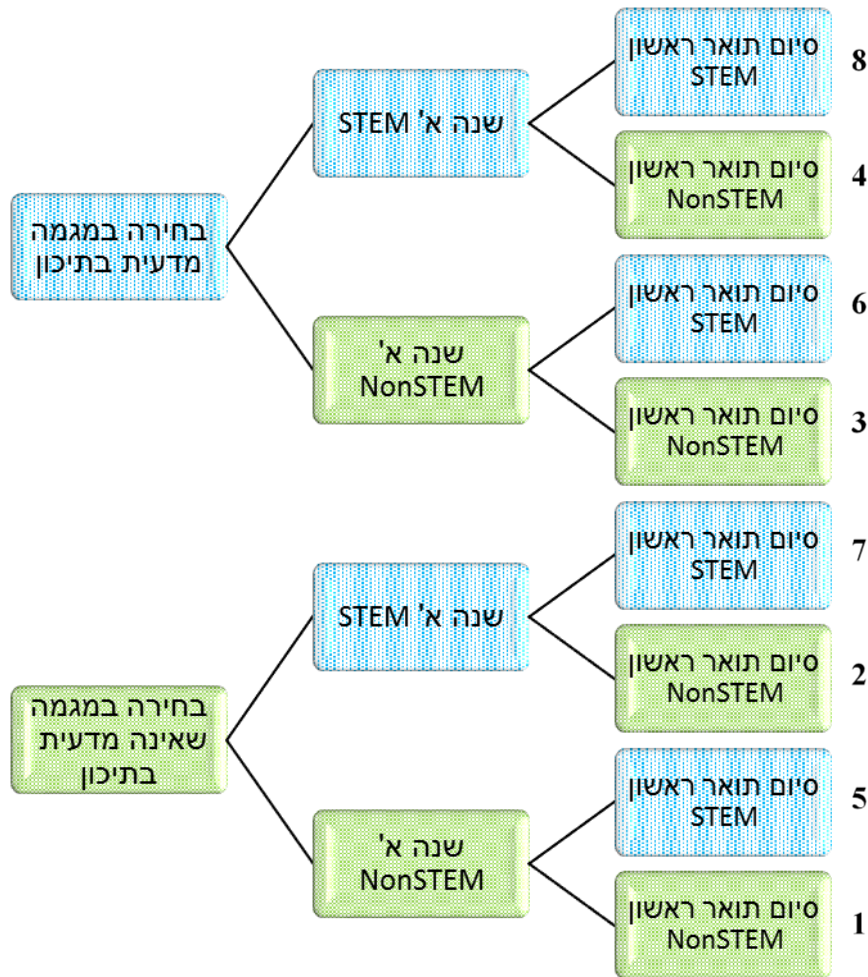 סיום תואר ראשון
STEM
8
שנה א' STEM
סיום תואר ראשון
NonSTEM
4
בחירה במגמה
מדעית בתיכון
סיום תואר ראשון
STEM
6
שנה א'
NonSTEM
סיום תואר ראשון
NonSTEM
3
סיום תואר ראשון
STEM
7
שנה א' STEM
סיום תואר ראשון
NonSTEM
2
בחירה במגמה
שאינה מדעית
בתיכון
סיום תואר ראשון
STEM
5
שנה א'
NonSTEM
סיום תואר ראשון
NonSTEM
1